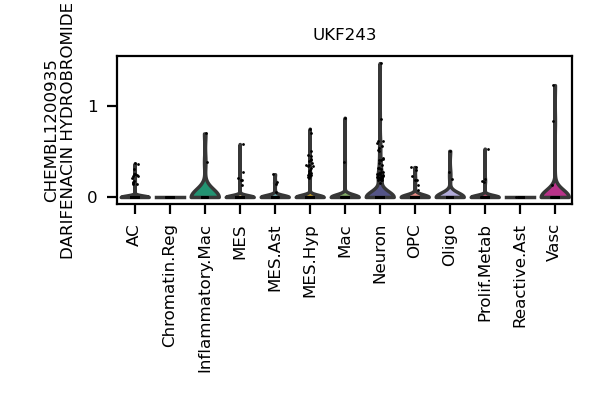 UKF243
CHEMBL1200935
DARIFENACIN HYDROBROMIDE
1
0
AC
Chromatin.Reg
Inflammatory.Mac
MES
MES.Ast
MES.Hyp
Mac
Neuron
OPC
Oligo
Prolif.Metab
Reactive.Ast
Vasc